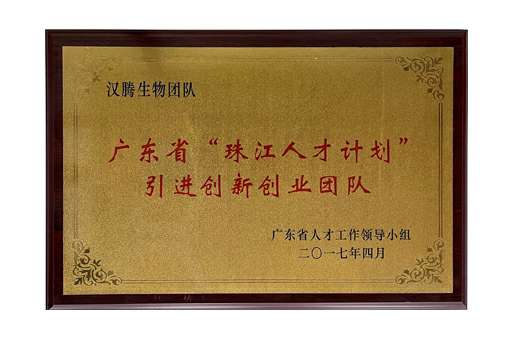 汉腾生物团队
广东省“珠江人才计划”
引进创新创业团队
广东省人才工作领导小组
二〇一七年四月